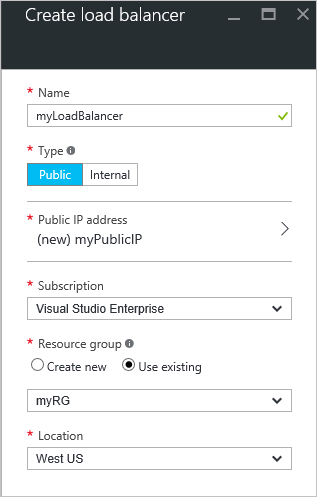 Create load balancer
* Name
myLoadBalancer
* Type
Public Internal
* Public IP address
(new) myPublicIP
* Subscription
Visual Studio Enterprise
* Resource group
Create new Use existing
myRG
* Location
West US